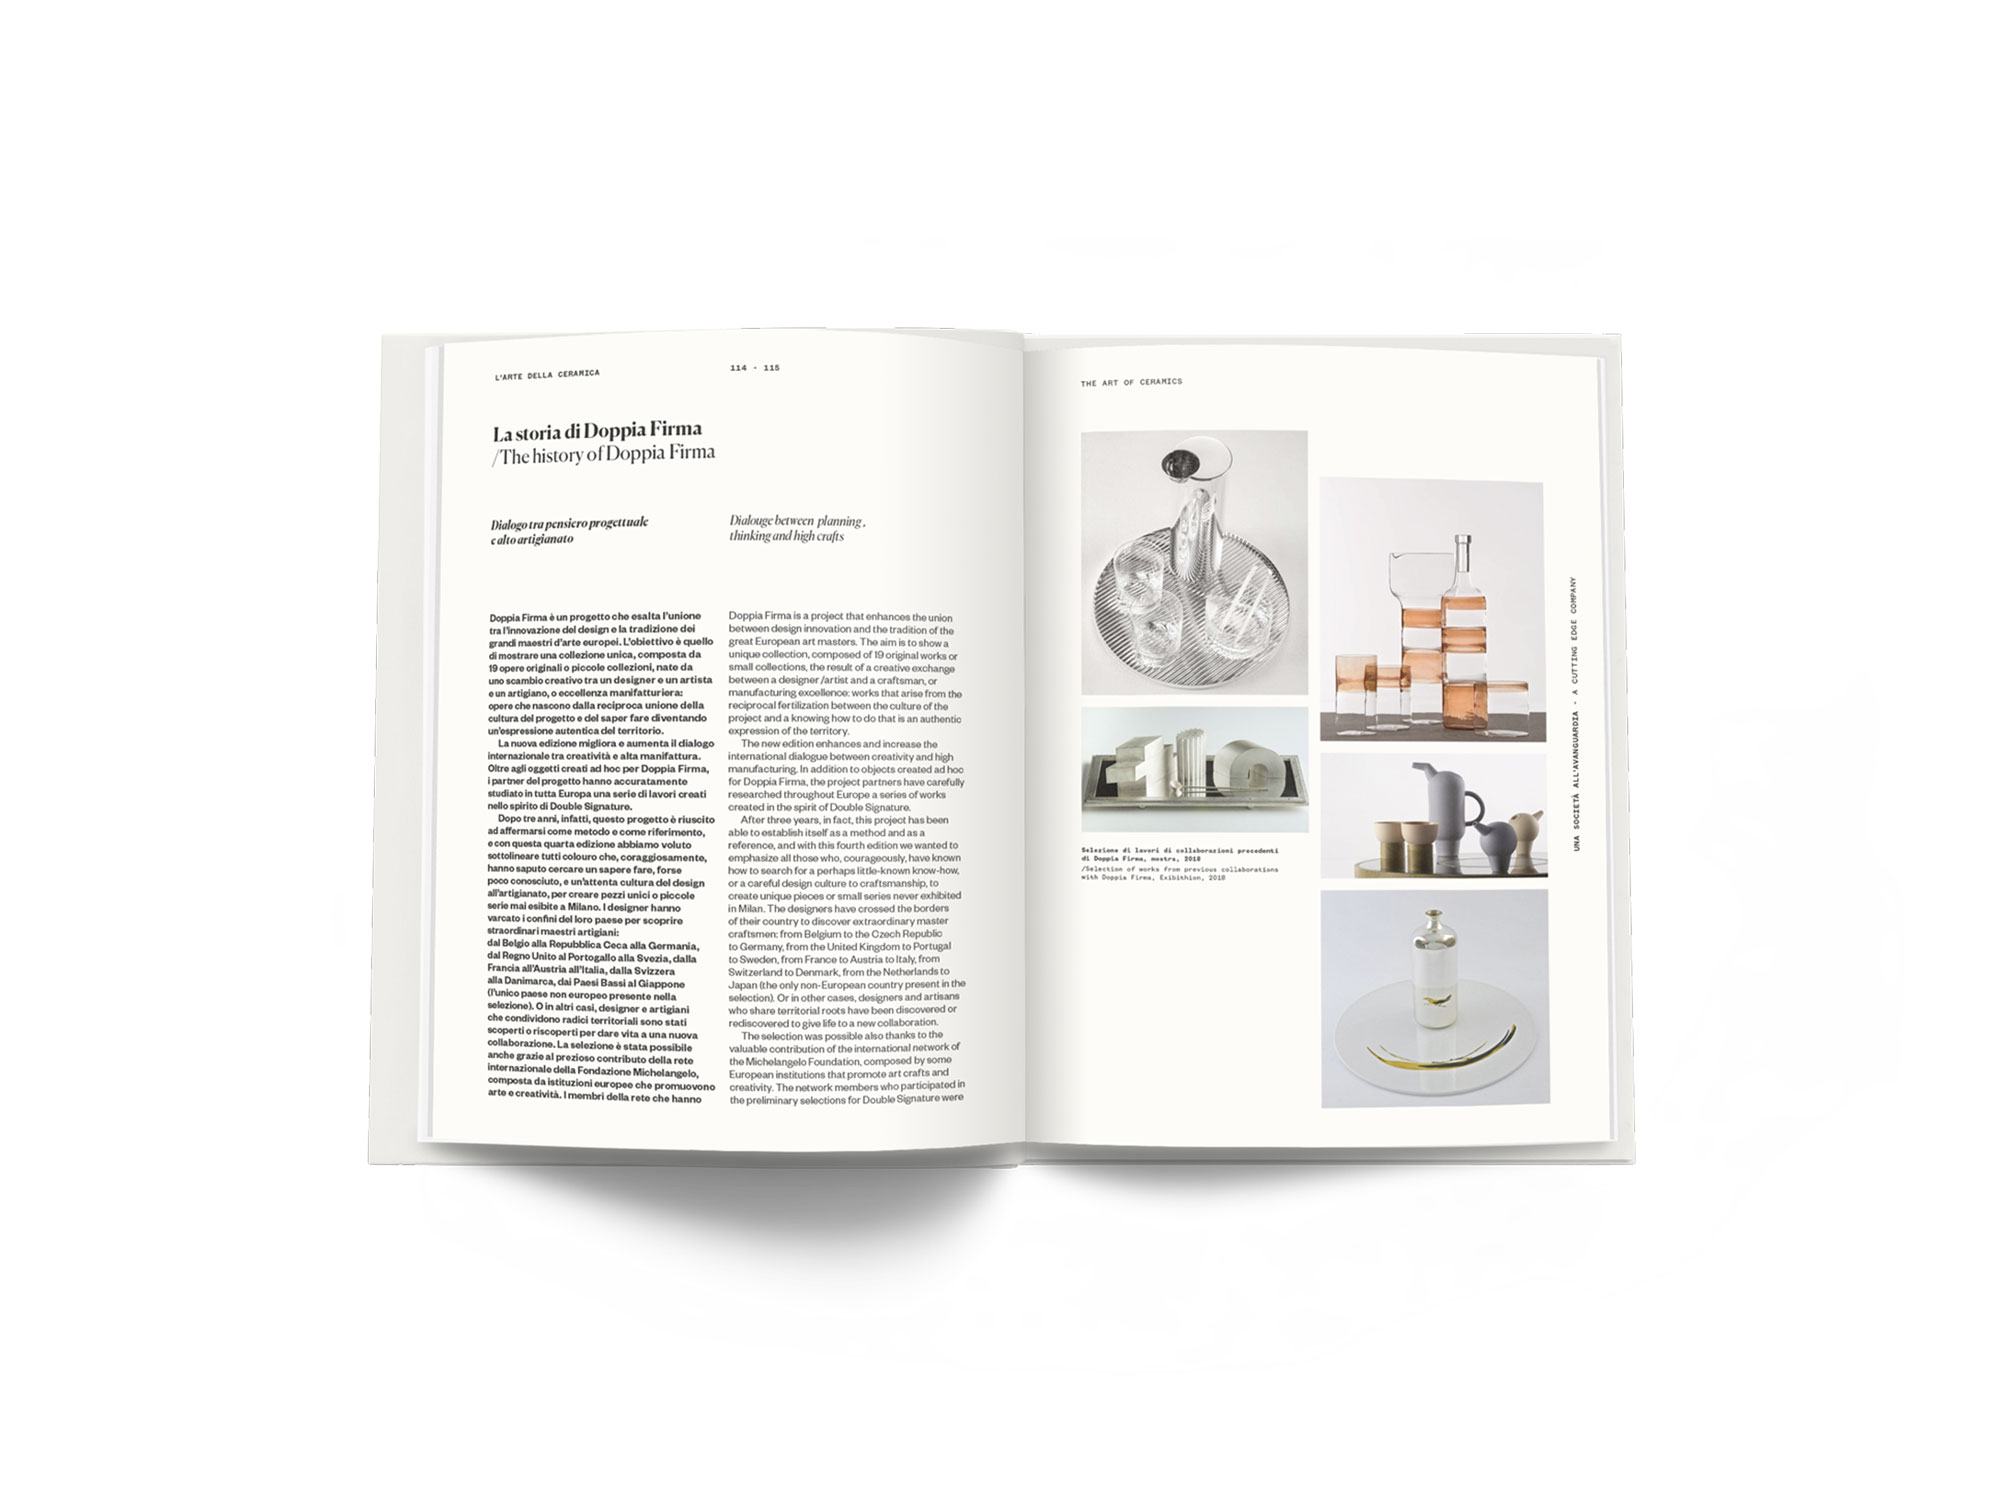 L'ARTE DELLA CERAMICA
114 - 115
La storia di Doppia Firma
/The history of Doppia Firma
Dialogo tra pensiero progettuale
e alto artigianato
Doppia Firma è un progetto che esalta l'unione
tra l'innovazione del design e la tradizione dei
grandi maestri d'arte europei. L'obiettivo è quello
di mostrare una collezione unica, composta da
19 opere originali o piccole collezioni, nate da
uno scambio creativo tra un designer e un artista
e un artigiano, o eccellenza manifatturiera:
opere che nascono dalla reciproca unione della
cultura del progetto e del saper fare diventando
un'espressione autentica del territorio.
La nuova edizione migliora e aumenta il dialogo
internazionale tra creatività e alta manifattura.
Oltre agli oggetti creati ad hoc per Doppia Firma,
i partner del progetto hanno accuratamente
studiato in tutta Europa una serie di lavori creati
nello spirito di Double Signature.
Dopo tre anni, infatti, questo progetto è riuscito
ad affermarsi come metodo e come riferimento,
e con questa quarta edizione abbiamo voluto
sottolineare tutti colouro che, coraggiosamente,
hanno saputo cercare un sapere fare, forse
poco conosciuto, e un'attenta cultura del design
all'artigianato, per creare pezzi unici o piccole
serie mai esibite a Milano. I designer hanno
varcato i confini del loro paese per scoprire
straordinari maestri artigiani:
dal Belgio alla Repubblica Ceca alla Germania,
dal Regno Unito al Portogallo alla Svezia, dalla
Francia all'Austria all'Italia, dalla Svizzera
alla Danimarca, dai Paesi Bassi al Giappone
(l'unico paese non europeo presente nella
selezione). O in altri casi, designer e artigiani
che condividono radici territoriali sono stati
scoperti o riscoperti per dare vita a una nuova
collaborazione. La selezione è stata possibile
anche grazie al prezioso contributo della rete
internazionale della Fondazione Michelangelo,
composta da istituzioni europee che promuovono
arte e creatività. I membri della rete che hanno
Dialouge between planning,
thinking and high crafts
Doppia Firma is a project that enhances the union
between design innovation and the tradition of the
great European art masters. The aim is to show a
unique collection, composed of 19 original works or
small collections, the result of a creative exchange
between a designer /artist and a craftsman, or
manufacturing excellence: works that arise from the
reciprocal fertilization between the culture of the
project and a knowing how to do that is an authentic
expression of the territory.
The new edition enhances and increase the
international dialogue between creativity and high
manufacturing. In addition to objects created ad hoc
for Doppia Firma, the project partners have carefully
researched throughout Europe a series of works
created in the spirit of Double Signature.
After three years, in fact, this project has been
able to establish itself as a method and as a
reference, and with this fourth edition we wanted to
emphasize all those who, courageously, have known
how to search for a perhaps little-known know-how,
or a careful design culture to craftsmanship, to
create unique pieces or small series never exhibited
in Milan. The designers have crossed the borders
of their country to discover extraordinary master
craftsmen: from Belgium to the Czech Republic
to Germany, from the United Kingdom to Portugal
to Sweden, from France to Austria to Italy, from
Switzerland to Denmark, from the Netherlands to
Japan (the only non-European country present in the
selection). Or in other cases, designers and artisans
who share territorial roots have been discovered or
rediscovered to give life to a new collaboration.
The selection was possible also thanks to the
valuable contribution of the international network of
the Michelangelo Foundation, composed by some
European institutions that promote art crafts and
creativity. The network members who participated in
the preliminary selections for Double Signature were
THE ART OF CERAMICS
Selezione di lavori di collaborazioni precedenti
di Doppia Firma, mostra, 2018
/Selection of works from previous collaborations
with Doppia Firma, Exibithion, 2018
UNA SOCIETÀ ALL'AVANGUARDIA - A CUTTING EDGE COMPANY